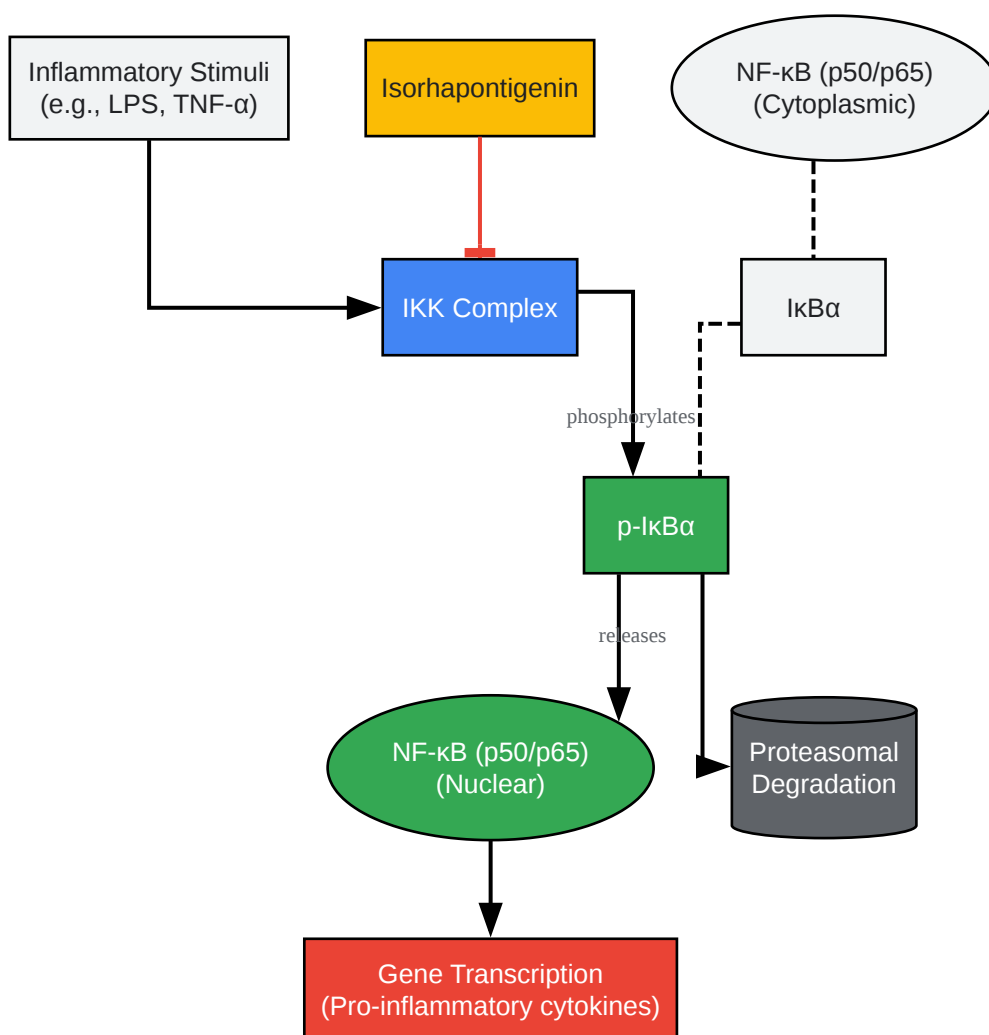 Inflammatory Stimuli
(e.g., LPS, TNF-α)
Isorhapontigenin
NF-κB (p50/p65)
(Cytoplasmic)
IKK Complex
IκBα
phosphorylates
p-IκBα
releases
NF-κB (p50/p65)
(Nuclear)
Proteasomal
Degradation
Gene Transcription
(Pro-inflammatory cytokines)